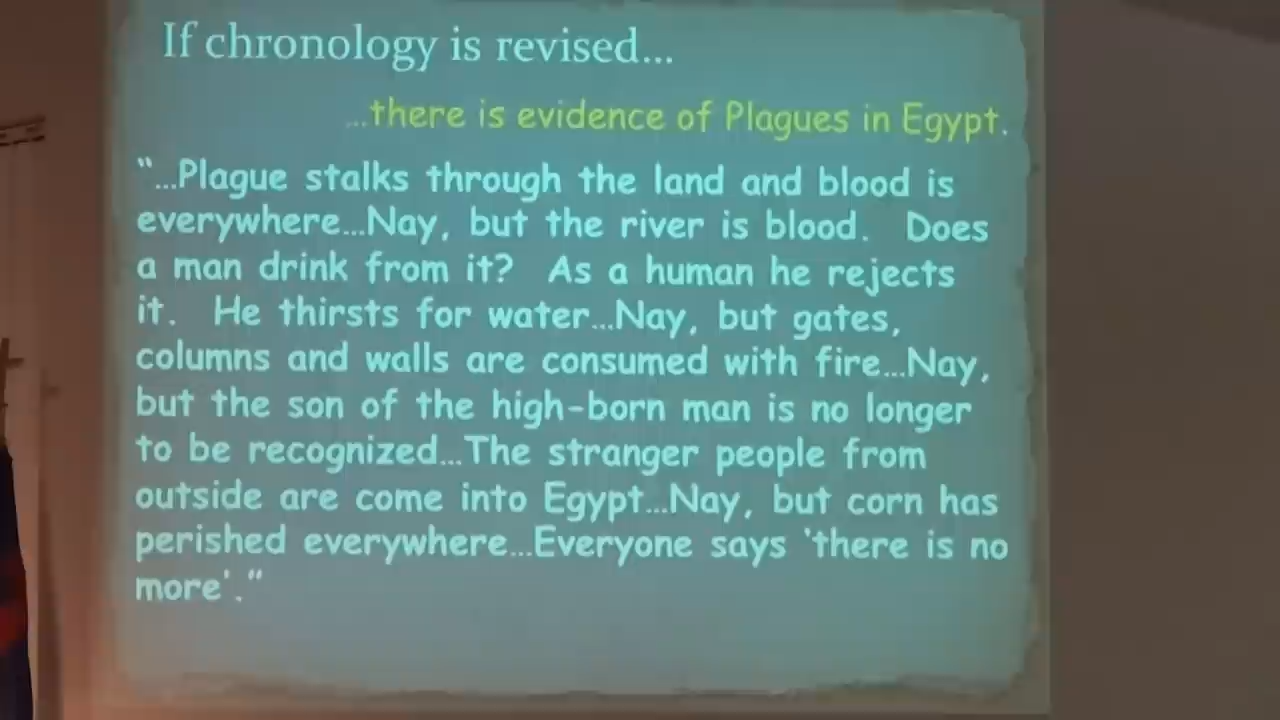 If chronology is revised...
...there is evidence of Plagues in Egypt.
“...Plague stalks through the land and blood is
everywhere...Nay, but the river is blood. Does
a man drink from it? As a human he rejects
it. He thirsts for water...Nay, but gates,
columns and walls are consumed with fire...Nay,
but the son of the high-born man is no longer
to be recognized...The stranger people from
outside are come into Egypt...Nay, but corn has
perished everywhere...Everyone says 'there is no
more'.”